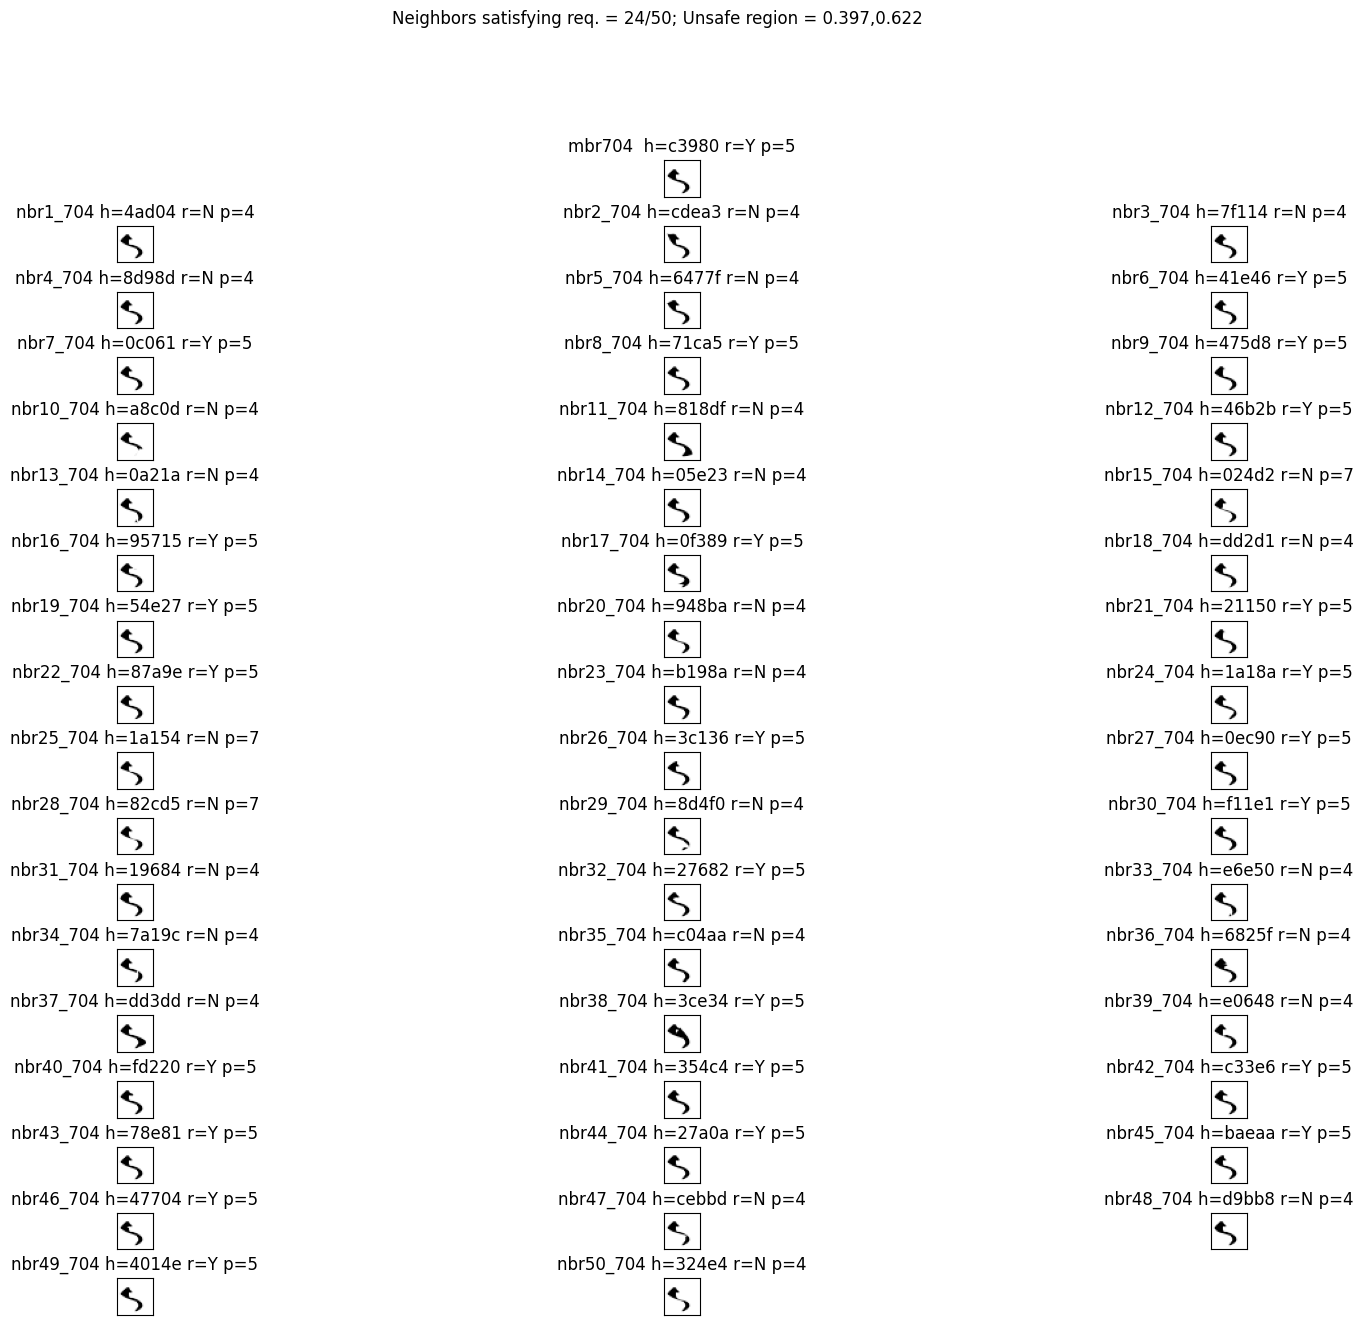 Neighbors satisfying req. = 24/50; Unsafe region = 0.397,0.622
mbr704  h=c3980 r=Y p=5
nbr1_704 h=4ad04 r=N p=4
nbr2_704 h=cdea3 r=N p=4
nbr3_704 h=7f114 r=N p=4
nbr4_704 h=8d98d r=N p=4
nbr5_704 h=6477f r=N p=4
nbr6_704 h=41e46 r=Y p=5
nbr7_704 h=0c061 r=Y p=5
nbr8_704 h=71ca5 r=Y p=5
nbr9_704 h=475d8 r=Y p=5
nbr10_704 h=a8c0d r=N p=4
nbr11_704 h=818df r=N p=4
nbr12_704 h=46b2b r=Y p=5
nbr13_704 h=0a21a r=N p=4
nbr14_704 h=05e23 r=N p=4
nbr15_704 h=024d2 r=N p=7
nbr16_704 h=95715 r=Y p=5
nbr17_704 h=0f389 r=Y p=5
nbr18_704 h=dd2d1 r=N p=4
nbr19_704 h=54e27 r=Y p=5
nbr20_704 h=948ba r=N p=4
nbr21_704 h=21150 r=Y p=5
nbr22_704 h=87a9e r=Y p=5
nbr23_704 h=b198a r=N p=4
nbr24_704 h=1a18a r=Y p=5
nbr25_704 h=1a154 r=N p=7
nbr26_704 h=3c136 r=Y p=5
nbr27_704 h=0ec90 r=Y p=5
nbr28_704 h=82cd5 r=N p=7
nbr29_704 h=8d4f0 r=N p=4
nbr30_704 h=f11e1 r=Y p=5
nbr31_704 h=19684 r=N p=4
nbr32_704 h=27682 r=Y p=5
nbr33_704 h=e6e50 r=N p=4
nbr34_704 h=7a19c r=N p=4
nbr35_704 h=c04aa r=N p=4
nbr36_704 h=6825f r=N p=4
nbr37_704 h=dd3dd r=N p=4
nbr38_704 h=3ce34 r=Y p=5
nbr39_704 h=e0648 r=N p=4
nbr40_704 h=fd220 r=Y p=5
nbr41_704 h=354c4 r=Y p=5
nbr42_704 h=c33e6 r=Y p=5
nbr43_704 h=78e81 r=Y p=5
nbr44_704 h=27a0a r=Y p=5
nbr45_704 h=baeaa r=Y p=5
nbr46_704 h=47704 r=Y p=5
nbr47_704 h=cebbd r=N p=4
nbr48_704 h=d9bb8 r=N p=4
nbr49_704 h=4014e r=Y p=5
nbr50_704 h=324e4 r=N p=4